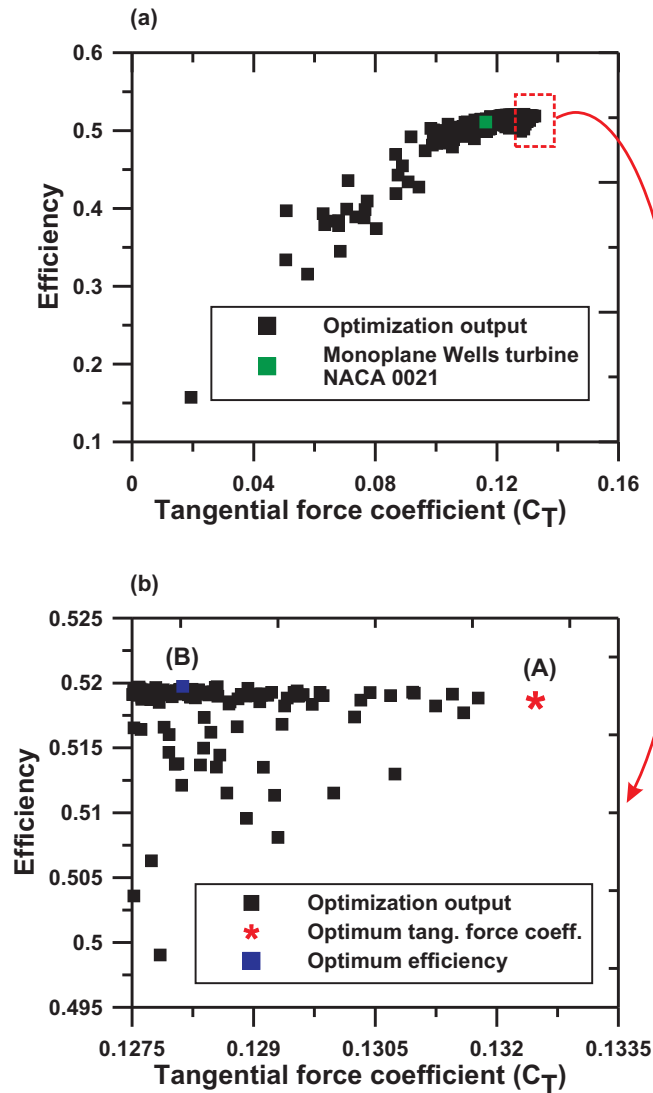 (a)
0.6
0.5
0.4
0.3
0.2
0.1
Efficiency
Optimization output
Monoplane Wells turbine
NACA 0021
0 0.04 0.08 0.12 0.16
Tangential force coefficient (CT)
(b)
0.525
0.52
0.515
0.51
0.505
0.5
0.495
Efficiency
(B)
(A)
Optimization output
Optimum tang. force coeff.
Optimum efficiency
0.1275 0.129 0.1305 0.132 0.1335
Tangential force coefficient (CT)